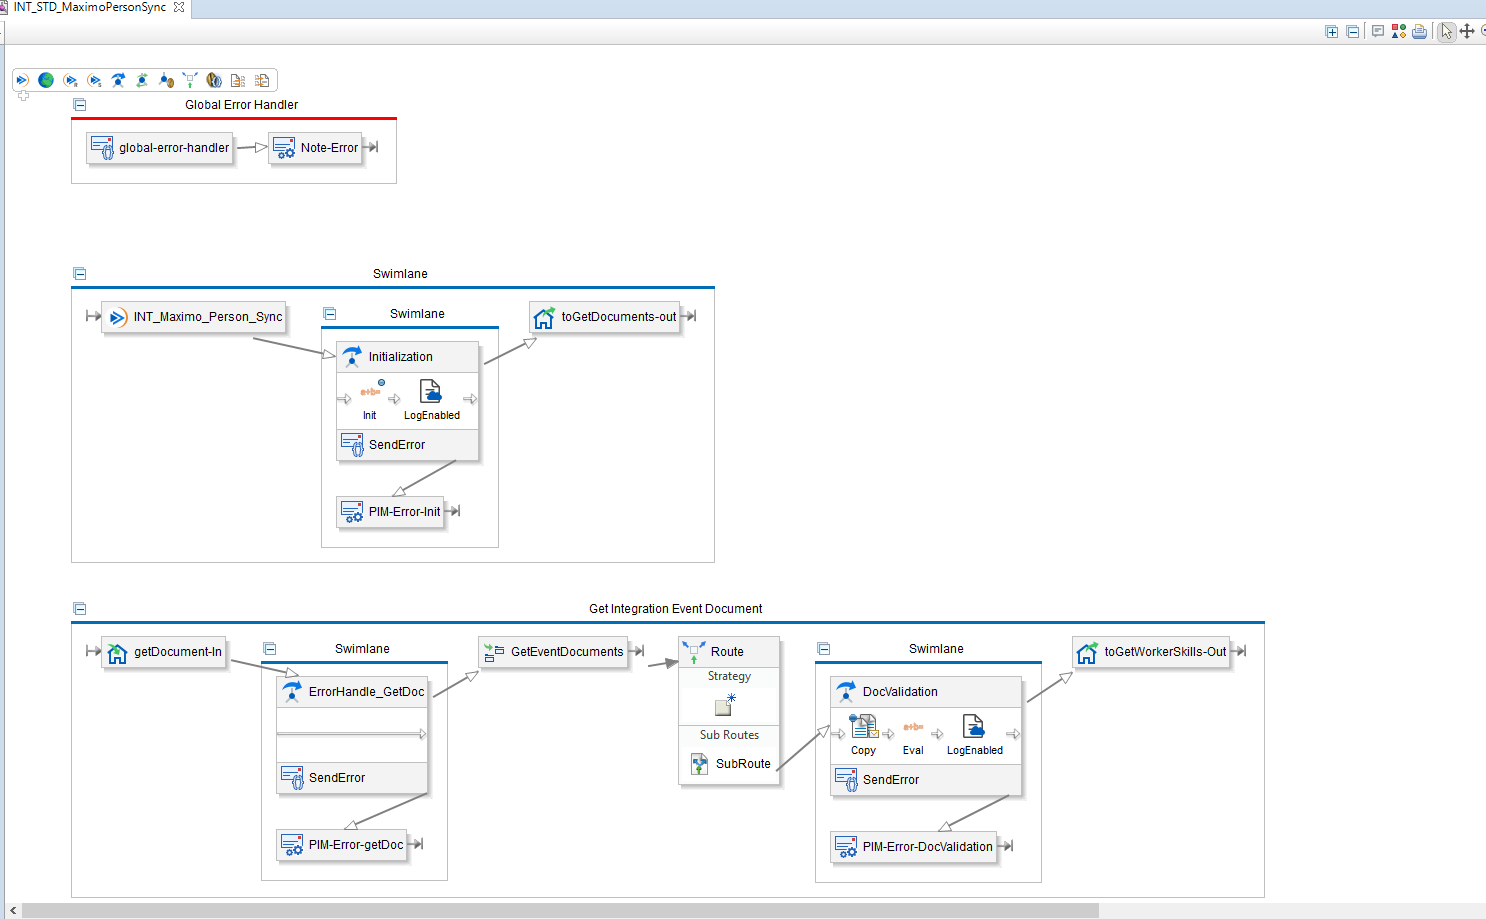 INT_STD_MaximoPersonSync
Global Error Handler
global-error-handler
Note-Error
Swimlane
INT_Maximo_Person_Sync
Swimlane
toGetDocuments-out
Initialization
a+b=
Init
LogEnabled
SendError
PIM-Error-Init
Get Integration Event Document
getDocument-In
Swimlane
GetEventDocuments
Route
Swimlane
toGetWorkerSkills-Out
Strategy
ErrorHandle_GetDoc
DocValidation
Sub Routes
a+b=
Copy
Eval
LogEnabled
SubRoute
SendError
SendError
PIM-Error-getDoc
PIM-Error-DocValidation